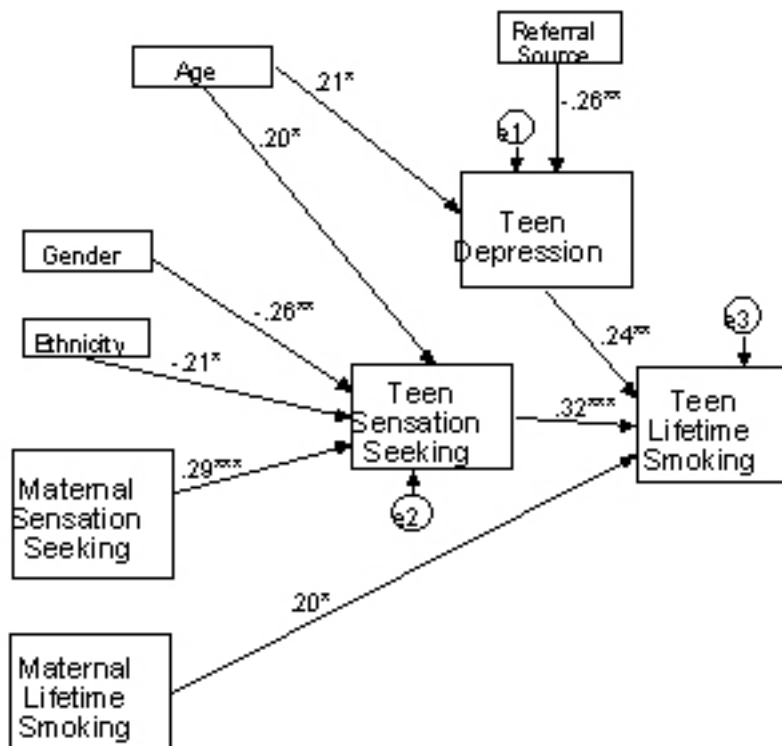 Referral
Source
Age
.21*
-.26**
e1
.20*
Teen
Depression
Gender
-.26**
.24**
e3
Ethnicity
-.21*
Teen
Sensation
Seeking
.32***
Teen
Lifetime
Smoking
Maternal
Sensation
Seeking
.29***
e2
.20*
Maternal
Lifetime
Smoking